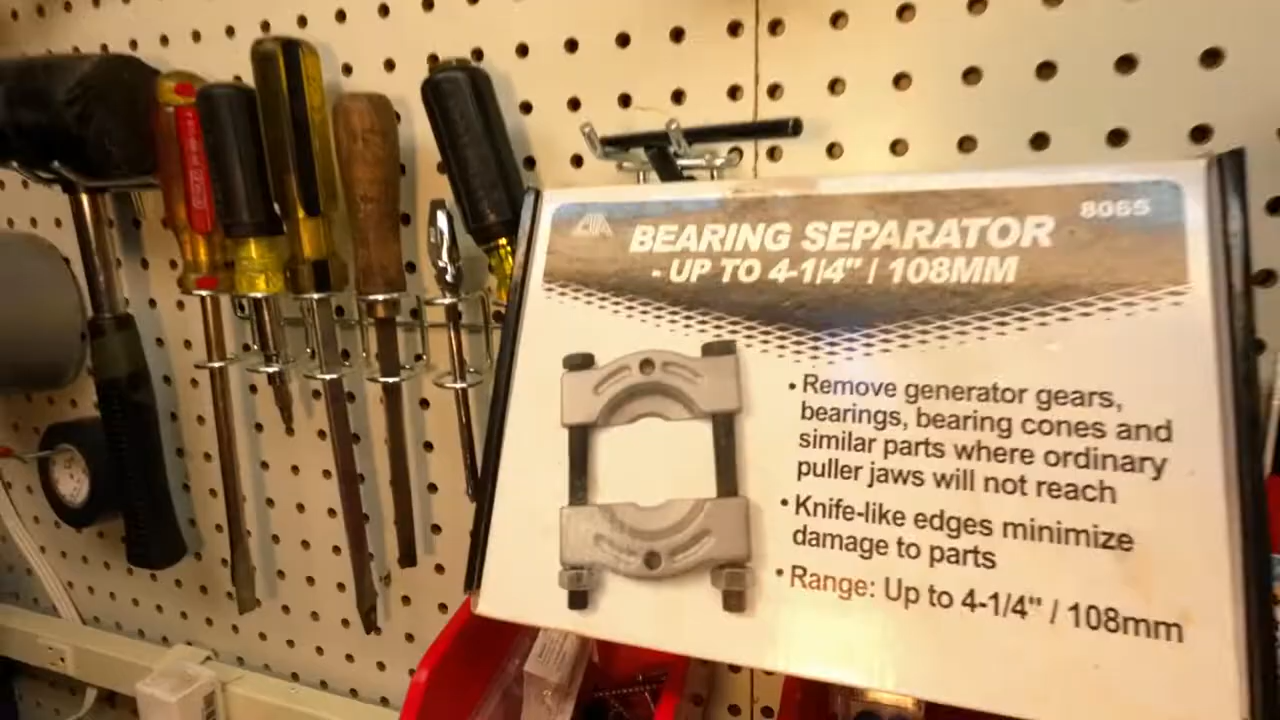 8065
BEARING SEPARATOR
- UP TO 4-1/4" / 108MM
• Remove generator gears,
bearings, bearing cones and
similar parts where ordinary
puller jaws will not reach
• Knife-like edges minimize
damage to parts
• Range: Up to 4-1/4" / 108mm